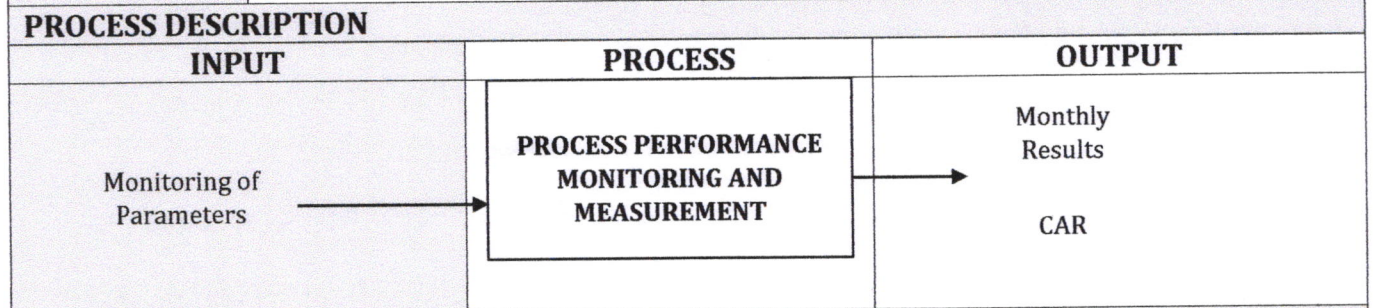 PROCESS DESCRIPTION
INPUT
PROCESS
OUTPUT
Monitoring of
Parameters
PROCESS PERFORMANCE
MONITORING AND
MEASUREMENT
Monthly
Results
CAR